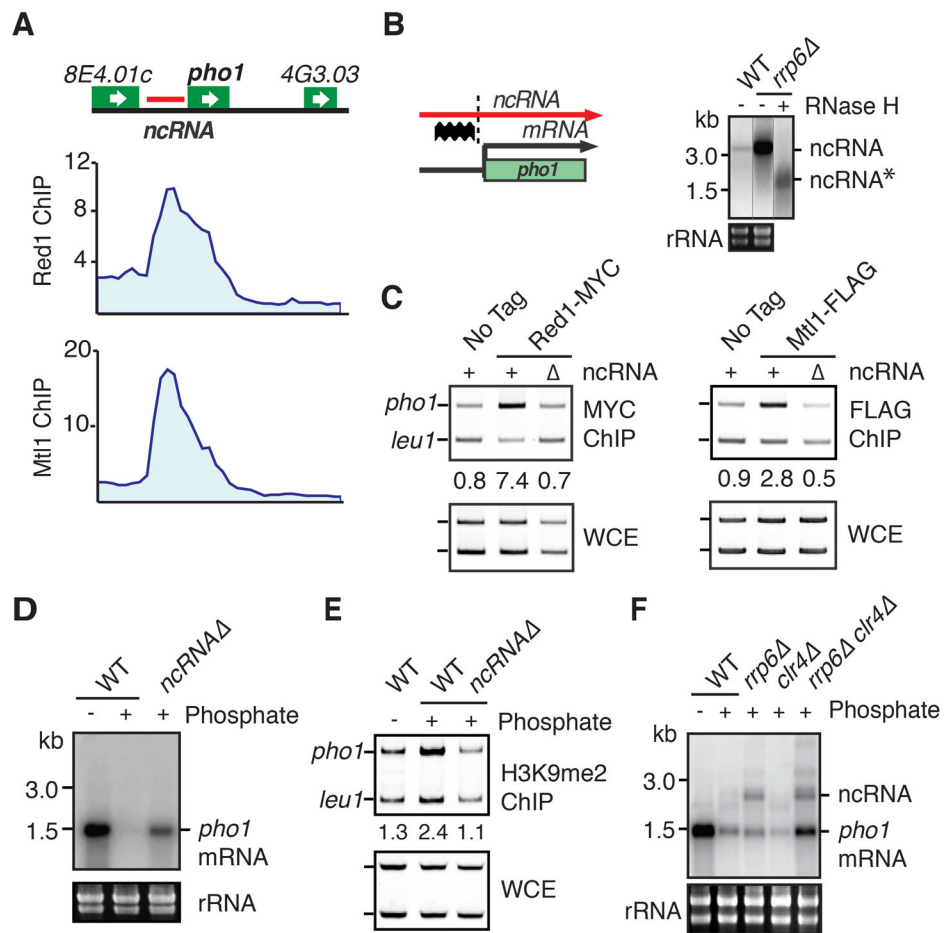 A
8E4.01c pho1 4G3.03
ncRNA
12
8
4
Red1 ChIP
20
10
Mtl1 ChIP
B
ncRNA
mRNA
pho1
WT rrp6Δ
- - + RNase H
kb
3.0
1.5
ncRNA
ncRNA*
rRNA
C
No Tag Red1-MYC
+ + Δ ncRNA
pho1
leu1
MYC
ChIP
0.8 7.4 0.7
WCE
No Tag Mtl1-FLAG
+ + Δ ncRNA
FLAG
ChIP
0.9 2.8 0.5
WCE
D
WT ncRNAΔ
- + + Phosphate
kb
3.0
1.5
pho1
mRNA
rRNA
E
WT WT ncRNAΔ
- + + Phosphate
pho1
leu1
H3K9me2
ChIP
1.3 2.4 1.1
WCE
F
WT rrp6Δ clr4Δ rrp6Δ clr4Δ
- + + + + Phosphate
kb
3.0
1.5
ncRNA
pho1
mRNA
rRNA